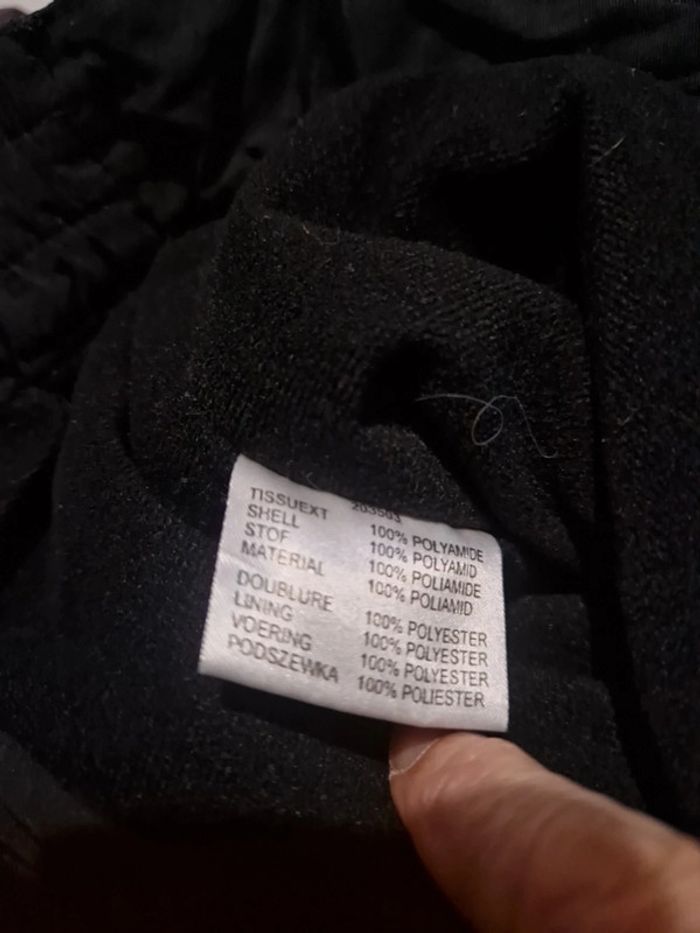 203503
TISSUEXT 100% POLYAMIDE
SHELL 100% POLYAMID
STOF 100% POLIAMIDE
MATERIAL 100% POLIAMID
DOUBLURE 100% POLYESTER
LINING 100% POLYESTER
VOERING 100% POLYESTER
PODSZEWKA 100% POLIESTER